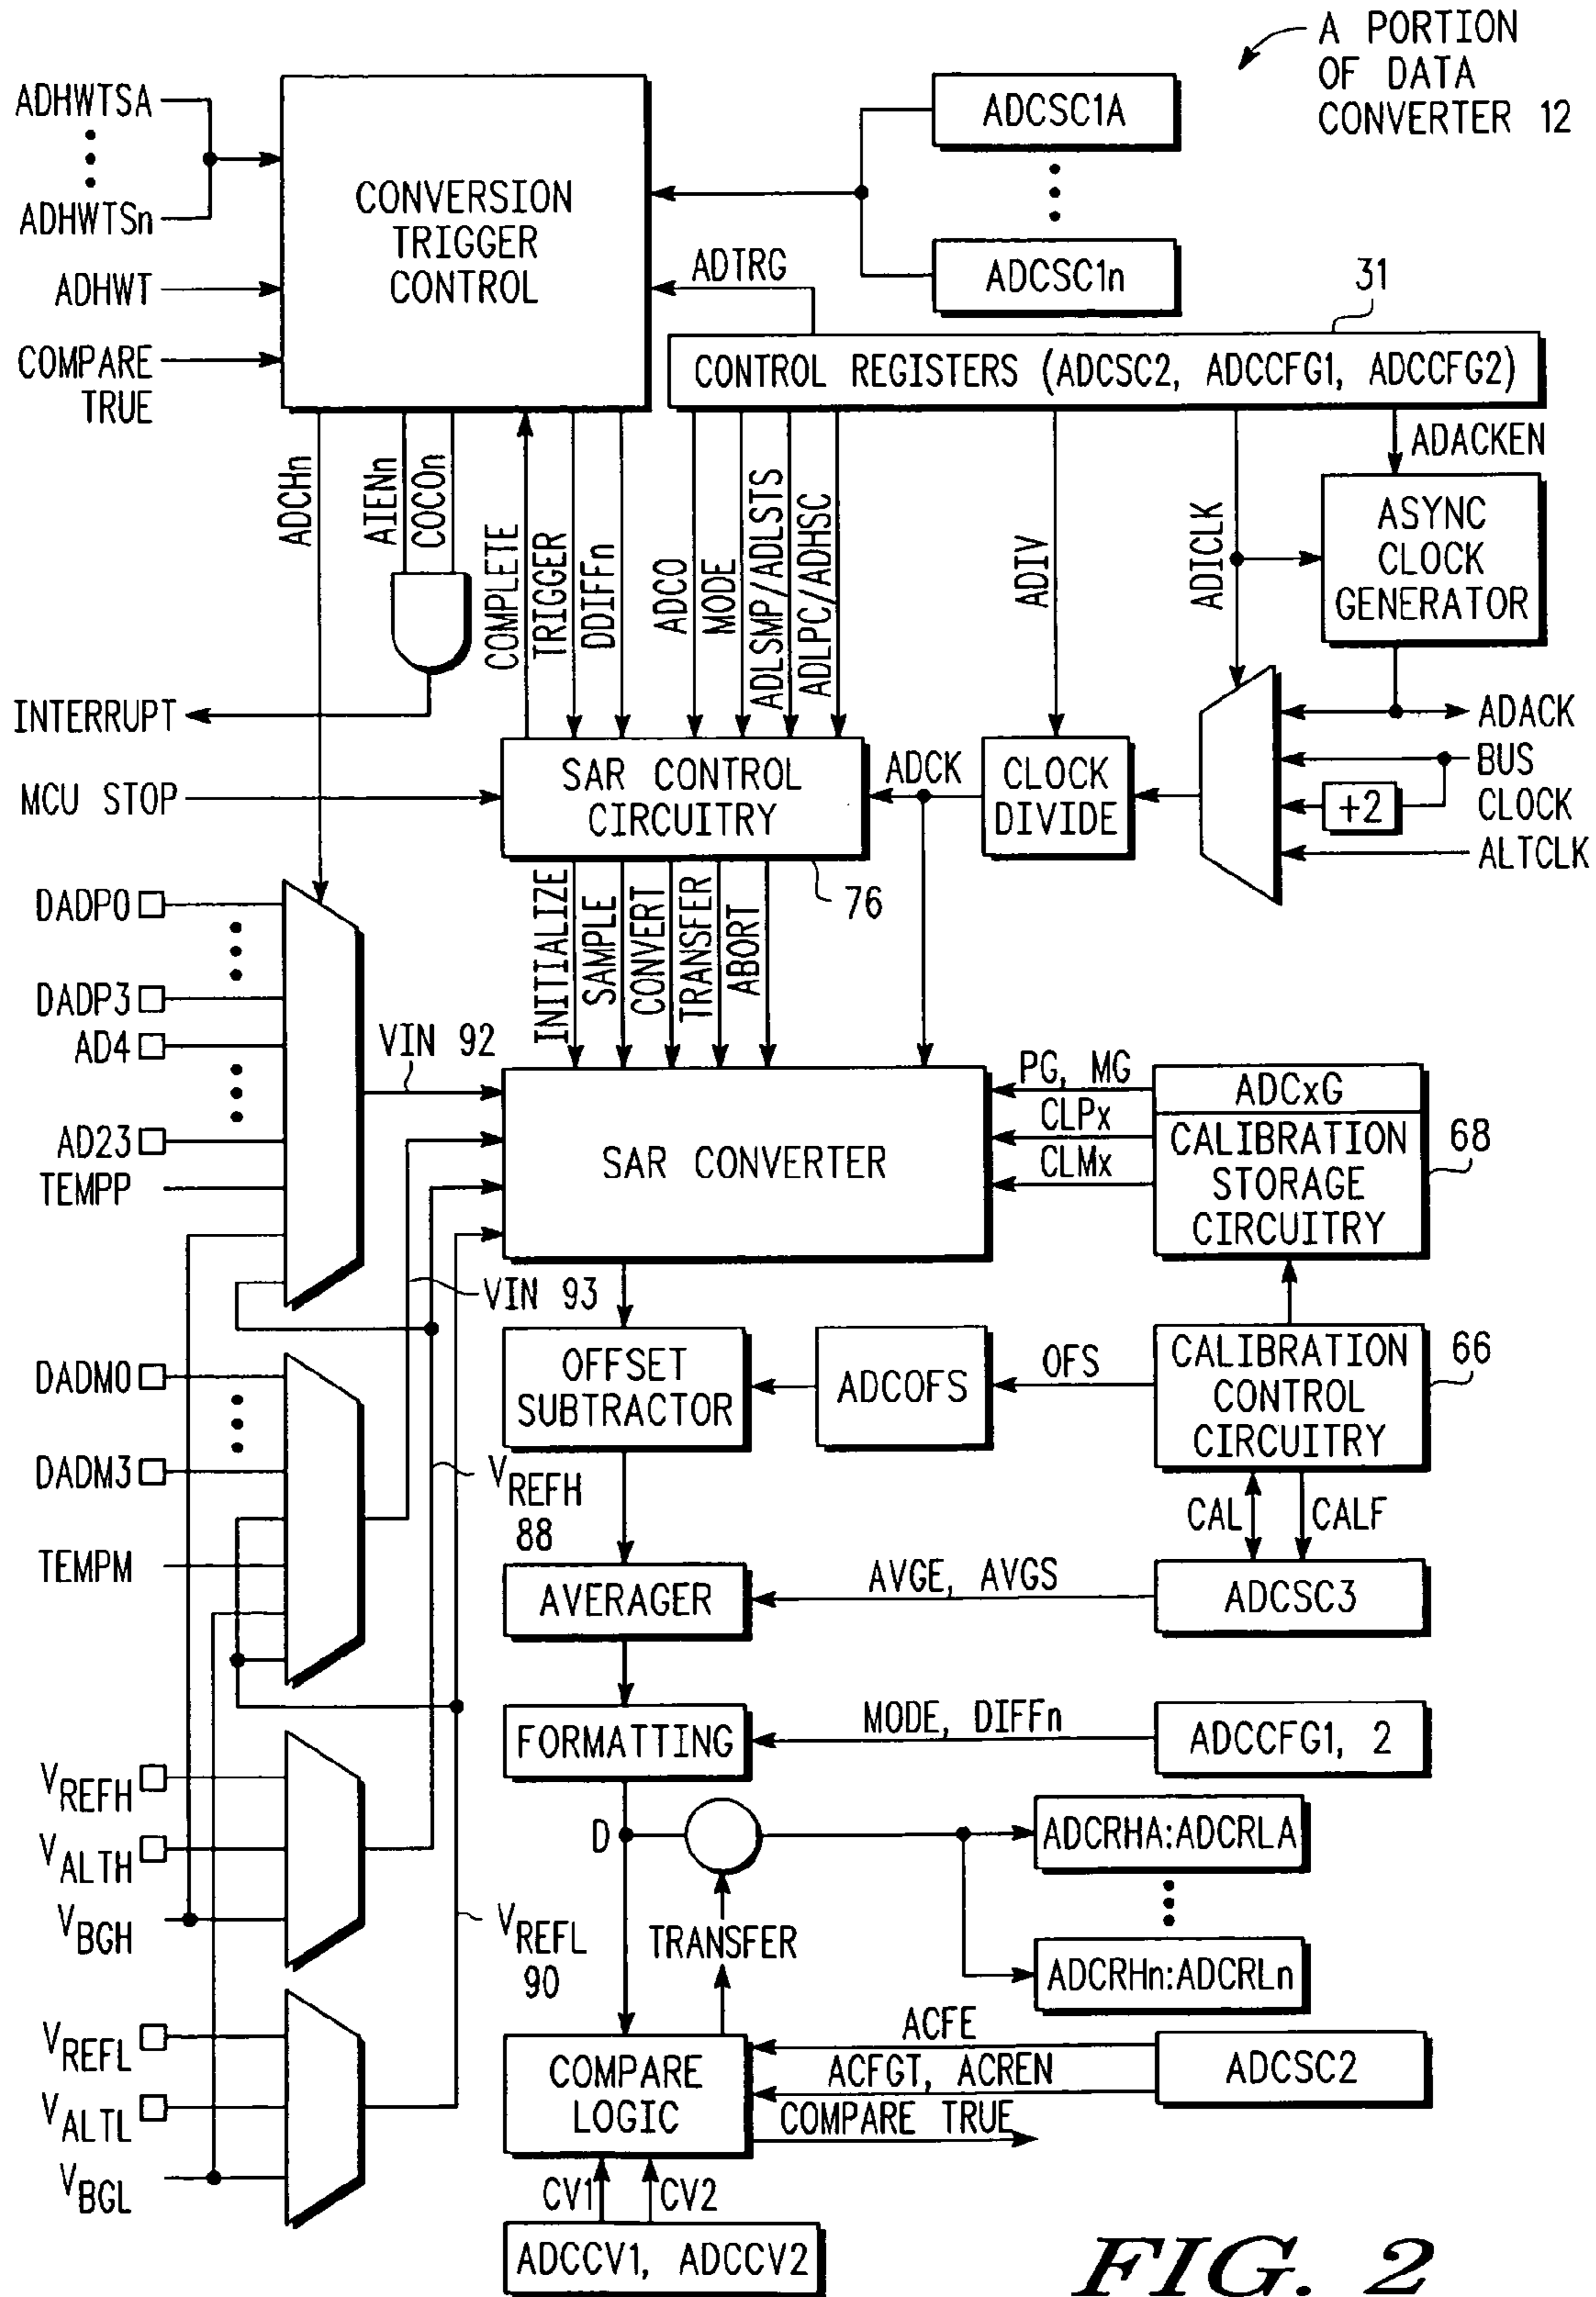 A PORTION
OF DATA
CONVERTER 12
ADHWTSA
ADHWTSn
ADHWT
COMPARE
TRUE
CONVERSION
TRIGGER
CONTROL
ADCSC1A
ADCSC1n
ADTRG
31
CONTROL REGISTERS (ADCSC2, ADCCFG1, ADCCFG2)
ADCHn
AIENn
COCOn
COMPLETE
TRIGGER
DDIFFn
ADCO
MODE
ADLSMP/ADLSTS
ADLPC/ADHSC
ADIV
ADICLK
ADACKEN
ASYNC
CLOCK
GENERATOR
INTERRUPT
MCU STOP
SAR CONTROL
CIRCUITRY
76
ADCK
CLOCK
DIVIDE
ADACK
BUS
CLOCK
+2
ALTCLK
INITIALIZE
SAMPLE
CONVERT
TRANSFER
ABORT
DADP0
DADP3
AD4
AD23
TEMPP
VIN 92
SAR CONVERTER
PG, MG
CLPx
CLMx
ADCxG
CALIBRATION
STORAGE
CIRCUITRY
68
VIN 93
DADM0
DADM3
TEMPM
OFFSET
SUBTRACTOR
ADCOFS
OFS
CALIBRATION
CONTROL
CIRCUITRY
66
VREFH
88
CAL
CALF
AVERAGER
AVGE, AVGS
ADCSC3
FORMATTING
MODE, DIFFn
ADCCFG1, 2
VREFH
VALTH
VBGH
D
ADCRHA:ADCRLA
TRANSFER
ADCRHn:ADCRLn
VREFL
90
VREFL
VALTL
VBGL
COMPARE
LOGIC
ACFE
ACFGT, ACREN
COMPARE TRUE
ADCSC2
CV1
CV2
ADCCV1, ADCCV2
FIG. 2